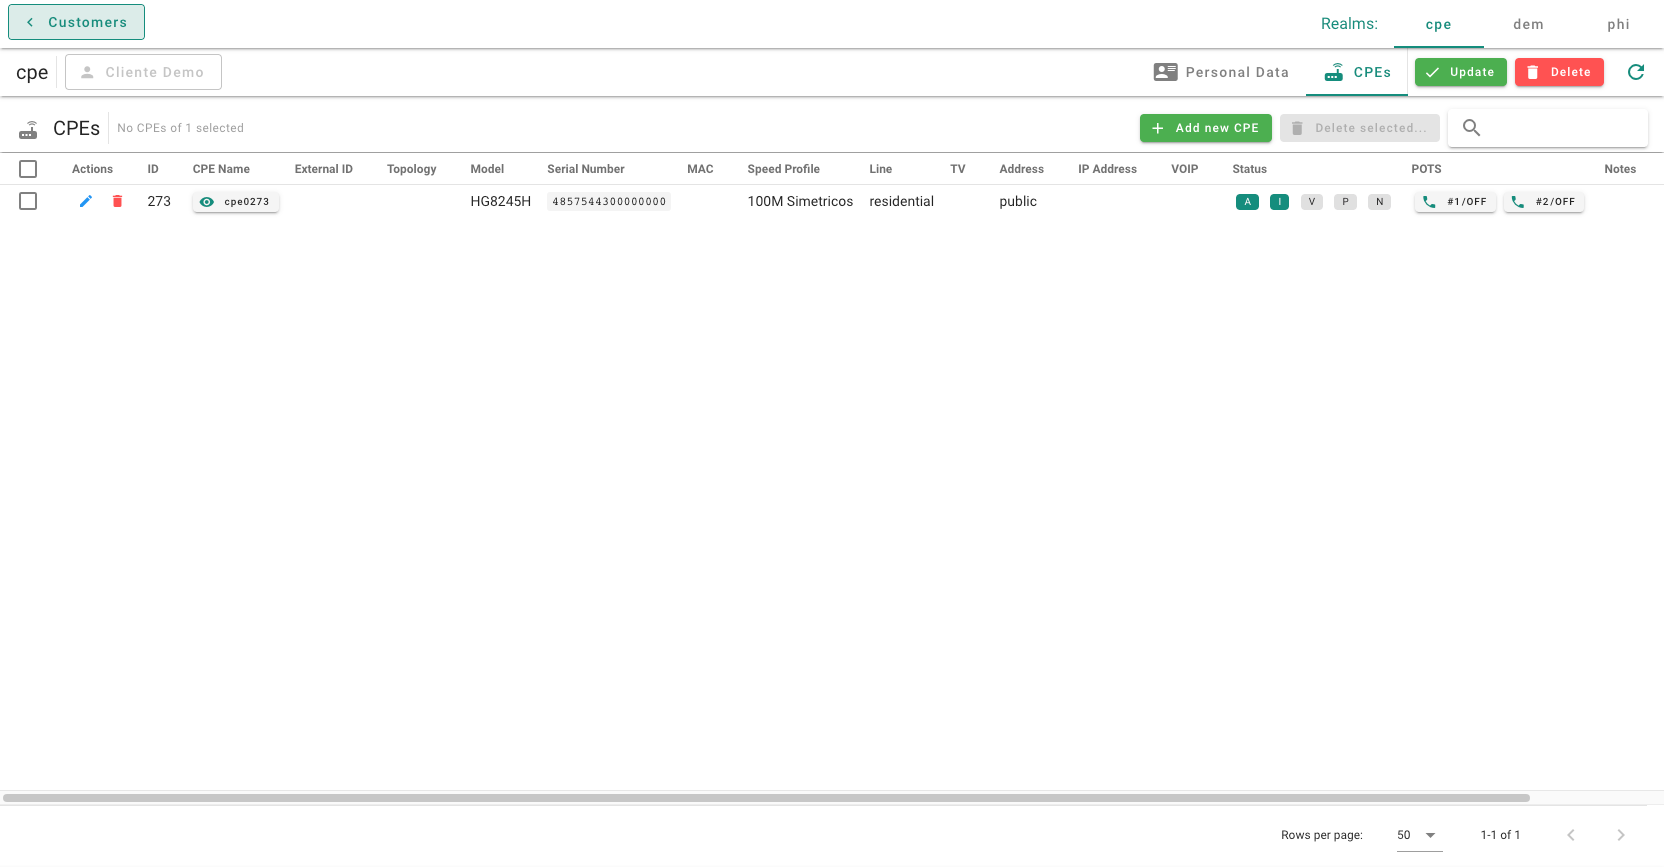 Customers Realms: cpe dem phi
cpe Cliente Demo Personal Data CPEs Update Delete
CPEs No CPEs of 1 selected Add new CPE Delete selected...
Actions ID CPE Name External ID Topology Model Serial Number MAC Speed Profile Line TV Address IP Address VOIP Status POTS Notes
273 cpe0273 HG8245H 4857544300000000 100M Simetricos residential public A I V P N #1/OFF #2/OFF
Rows per page: 50 1-1 of 1